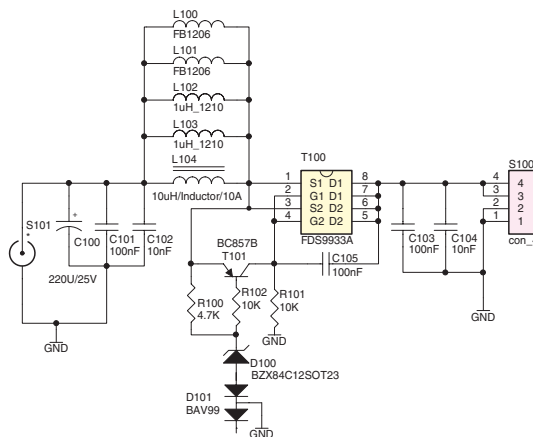 L100
FB1206
L101
FB1206
L102
1uH_1210
L103
1uH_1210
L104
10uH/Inductor/10A
T100
1 S1 D1 8
2 G1 D1 7
3 S2 D2 6
4 G2 D2 5
FDS9933A
S100
4 4
3 3
2 2
1 1
con_
S101
+
C100
220U/25V
C101
100nF
C102
10nF
GND
BC857B
T101
C105
100nF
C103
100nF
C104
10nF
GND
R100
4.7K
R102
10K
R101
10K
GND
D100
BZX84C12SOT23
D101
BAV99
GND